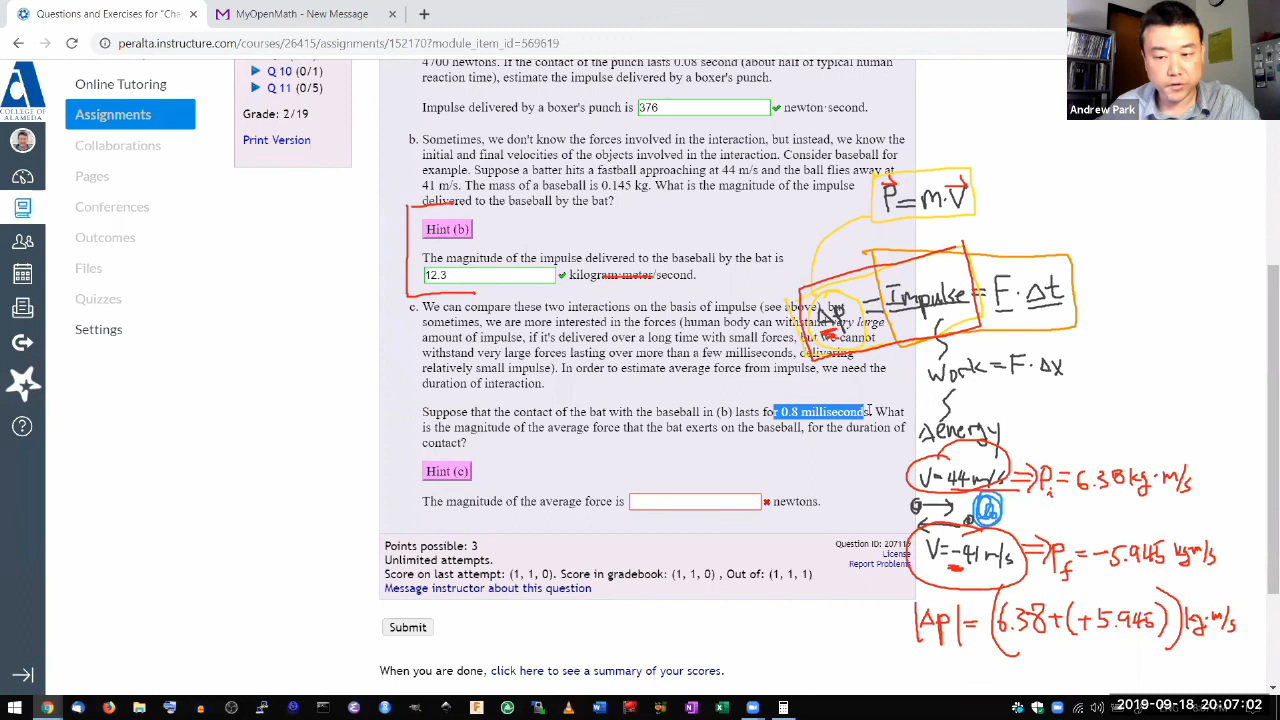 Questions for "Cha
MyOpenMath - New Message
peralta.instructure.com/courses/26415/assignments/152170?module_item_id=569619
Andrew Park
COLLEGE OF
ALAMEDA
Online Tutoring
Assignments
Collaborations
Pages
Conferences
Outcomes
Files
Quizzes
Settings
Q 10 (0/1)
Q 11 (0/5)
Grade: 2/19
Print Version
4700 newtons. If the contact of the punch lasts 0.08 second (about half of typical human
reaction time), estimate the impulse delivered by a boxer's punch.
Impulse delivered by a boxer's punch is 376 newton·second.
b. Sometimes, we don't know the forces involved in the interaction, but instead, we know the
initial and final velocities of the objects involved in the interaction. Consider baseball for
example. Suppose a batter hits a fastball approaching at 44 m/s and the ball flies away at
41 m/s. The mass of a baseball is 0.145 kg. What is the magnitude of the impulse
delivered to the baseball by the bat?
Hint (b)
The magnitude of the impulse delivered to the baseball by the bat is
12.3 kilogram·meter/second.
c. We can compare these two interactions on the basis of impulse (see above), but
sometimes, we are more interested in the forces (human body can withstand very large
amount of impulse, if it's delivered over a long time with small forces, but we cannot
withstand very large forces lasting over more than a few milliseconds, delivering
relatively small impulse). In order to estimate average force from impulse, we need the
duration of interaction.
Suppose that the contact of the bat with the baseball in (b) lasts for 0.8 milliseconds. What
is the magnitude of the average force that the bat exerts on the baseball, for the duration of
contact?
Hint (c)
The magnitude of the average force is newtons.
Points possible: 3
Unlimited attempts.
Score on last attempt: (1, 1, 0). Score in gradebook: (1, 1, 0) , Out of: (1, 1, 1)
Message instructor about this question
License
Report Problems
Submit
When you are done, click here to see a summary of your scores.
P = m·V
Δp = Impulse = F·Δt
Work = F·Δx
Δenergy
V=44 m/s ⇒ Pi = 6.38 kg·m/s
V=-41 m/s ⇒ Pf = -5.945 kgm/s
|Δp| = (6.38+(+5.945)) kg·m/s
2019-09-18 20:07:02